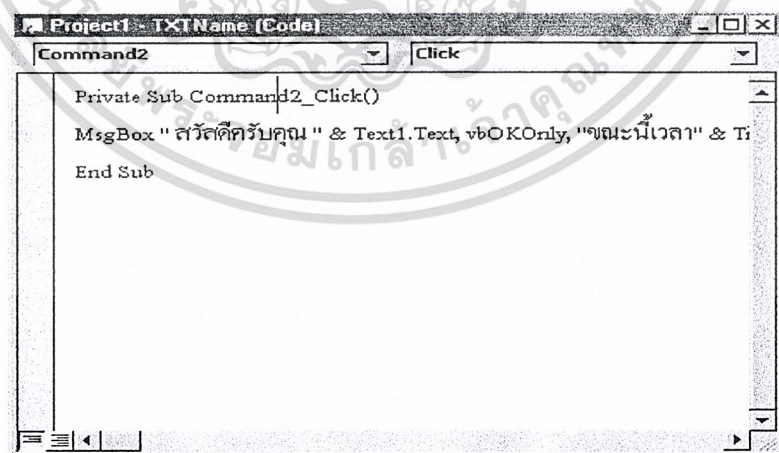 Project1 - TXTName (Code)
Command2 Click
Private Sub Command2_Click()
MsgBox " สวัสดีครับคุณ " & Text1.Text, vbOKOnly, "ขณะนี้เวลา" & Ti
End Sub